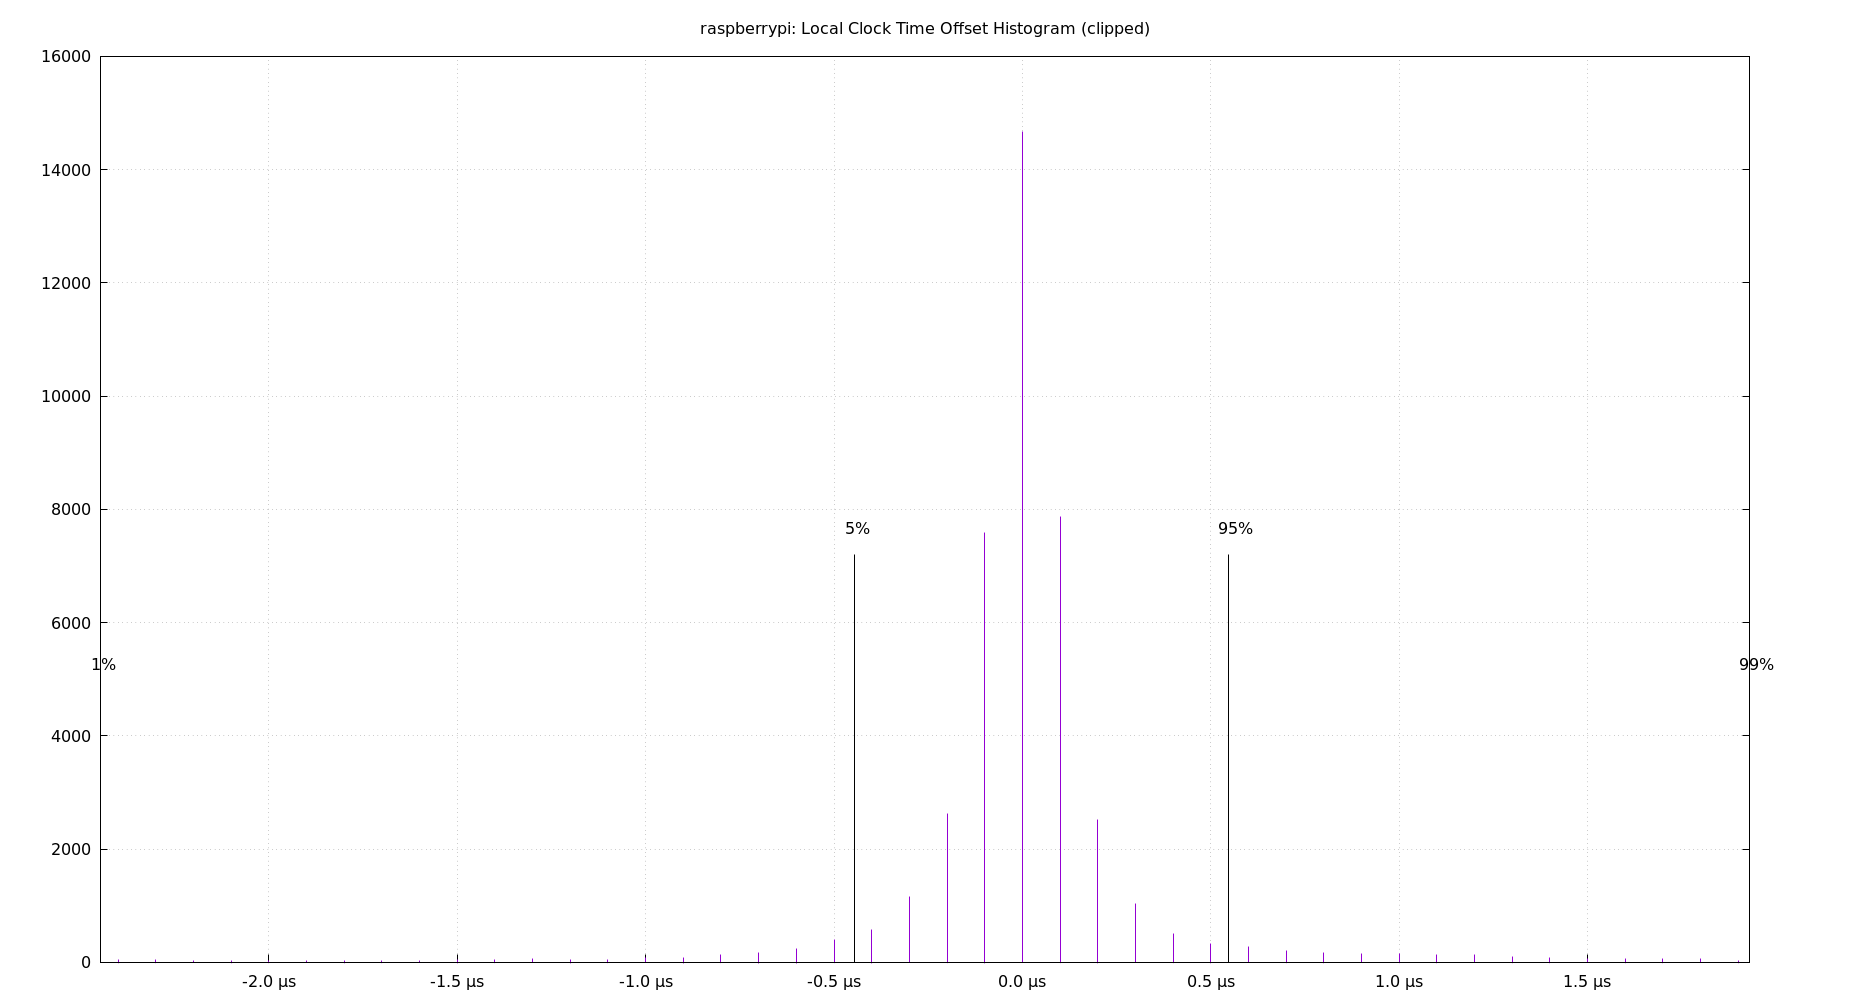 raspberrypi: Local Clock Time Offset Histogram (clipped)
16000
14000
12000
10000
8000
5%
95%
6000
1%
99%
4000
2000
0
-2.0 µs
-1.5 µs
-1.0 µs
-0.5 µs
0.0 µs
0.5 µs
1.0 µs
1.5 µs